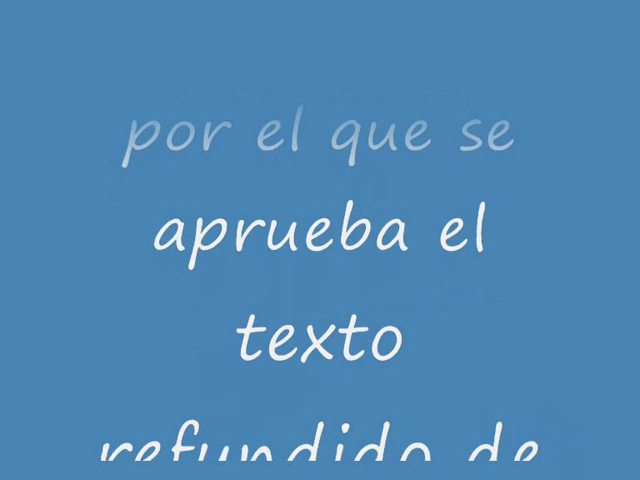 por el que se
aprueba el
texto
refundido de